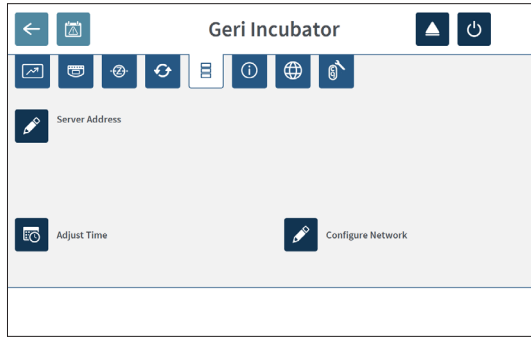 Geri Incubator
Server Address
Adjust Time
Configure Network